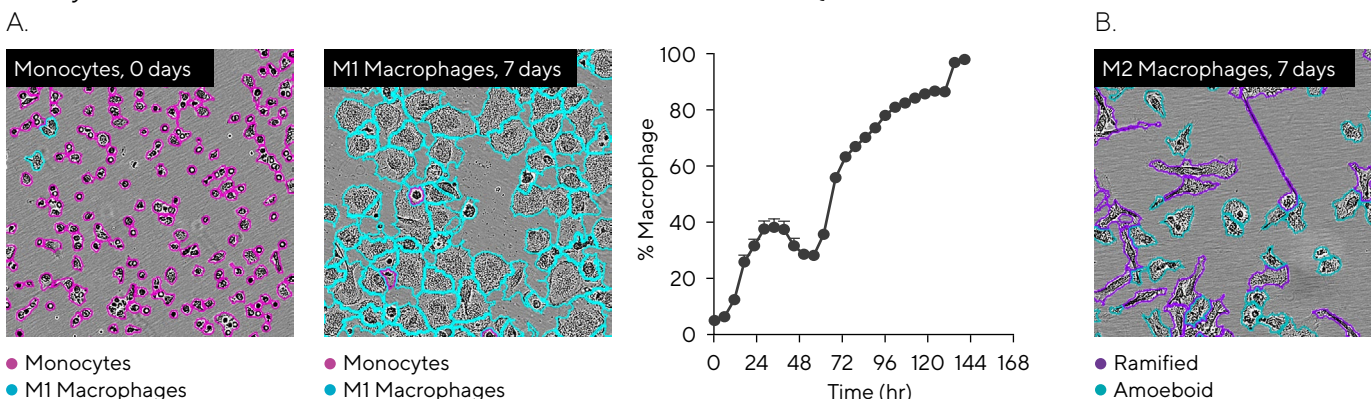 A.
B.
Monocytes, 0 days
M1 Macrophages, 7 days
M2 Macrophages, 7 days
100
80
60
40
20
0
% Macrophage
0 24 48 72 96 120 144 168
Time (hr)
Monocytes
M1 Macrophages
Monocytes
M1 Macrophages
Ramified
Amoeboid